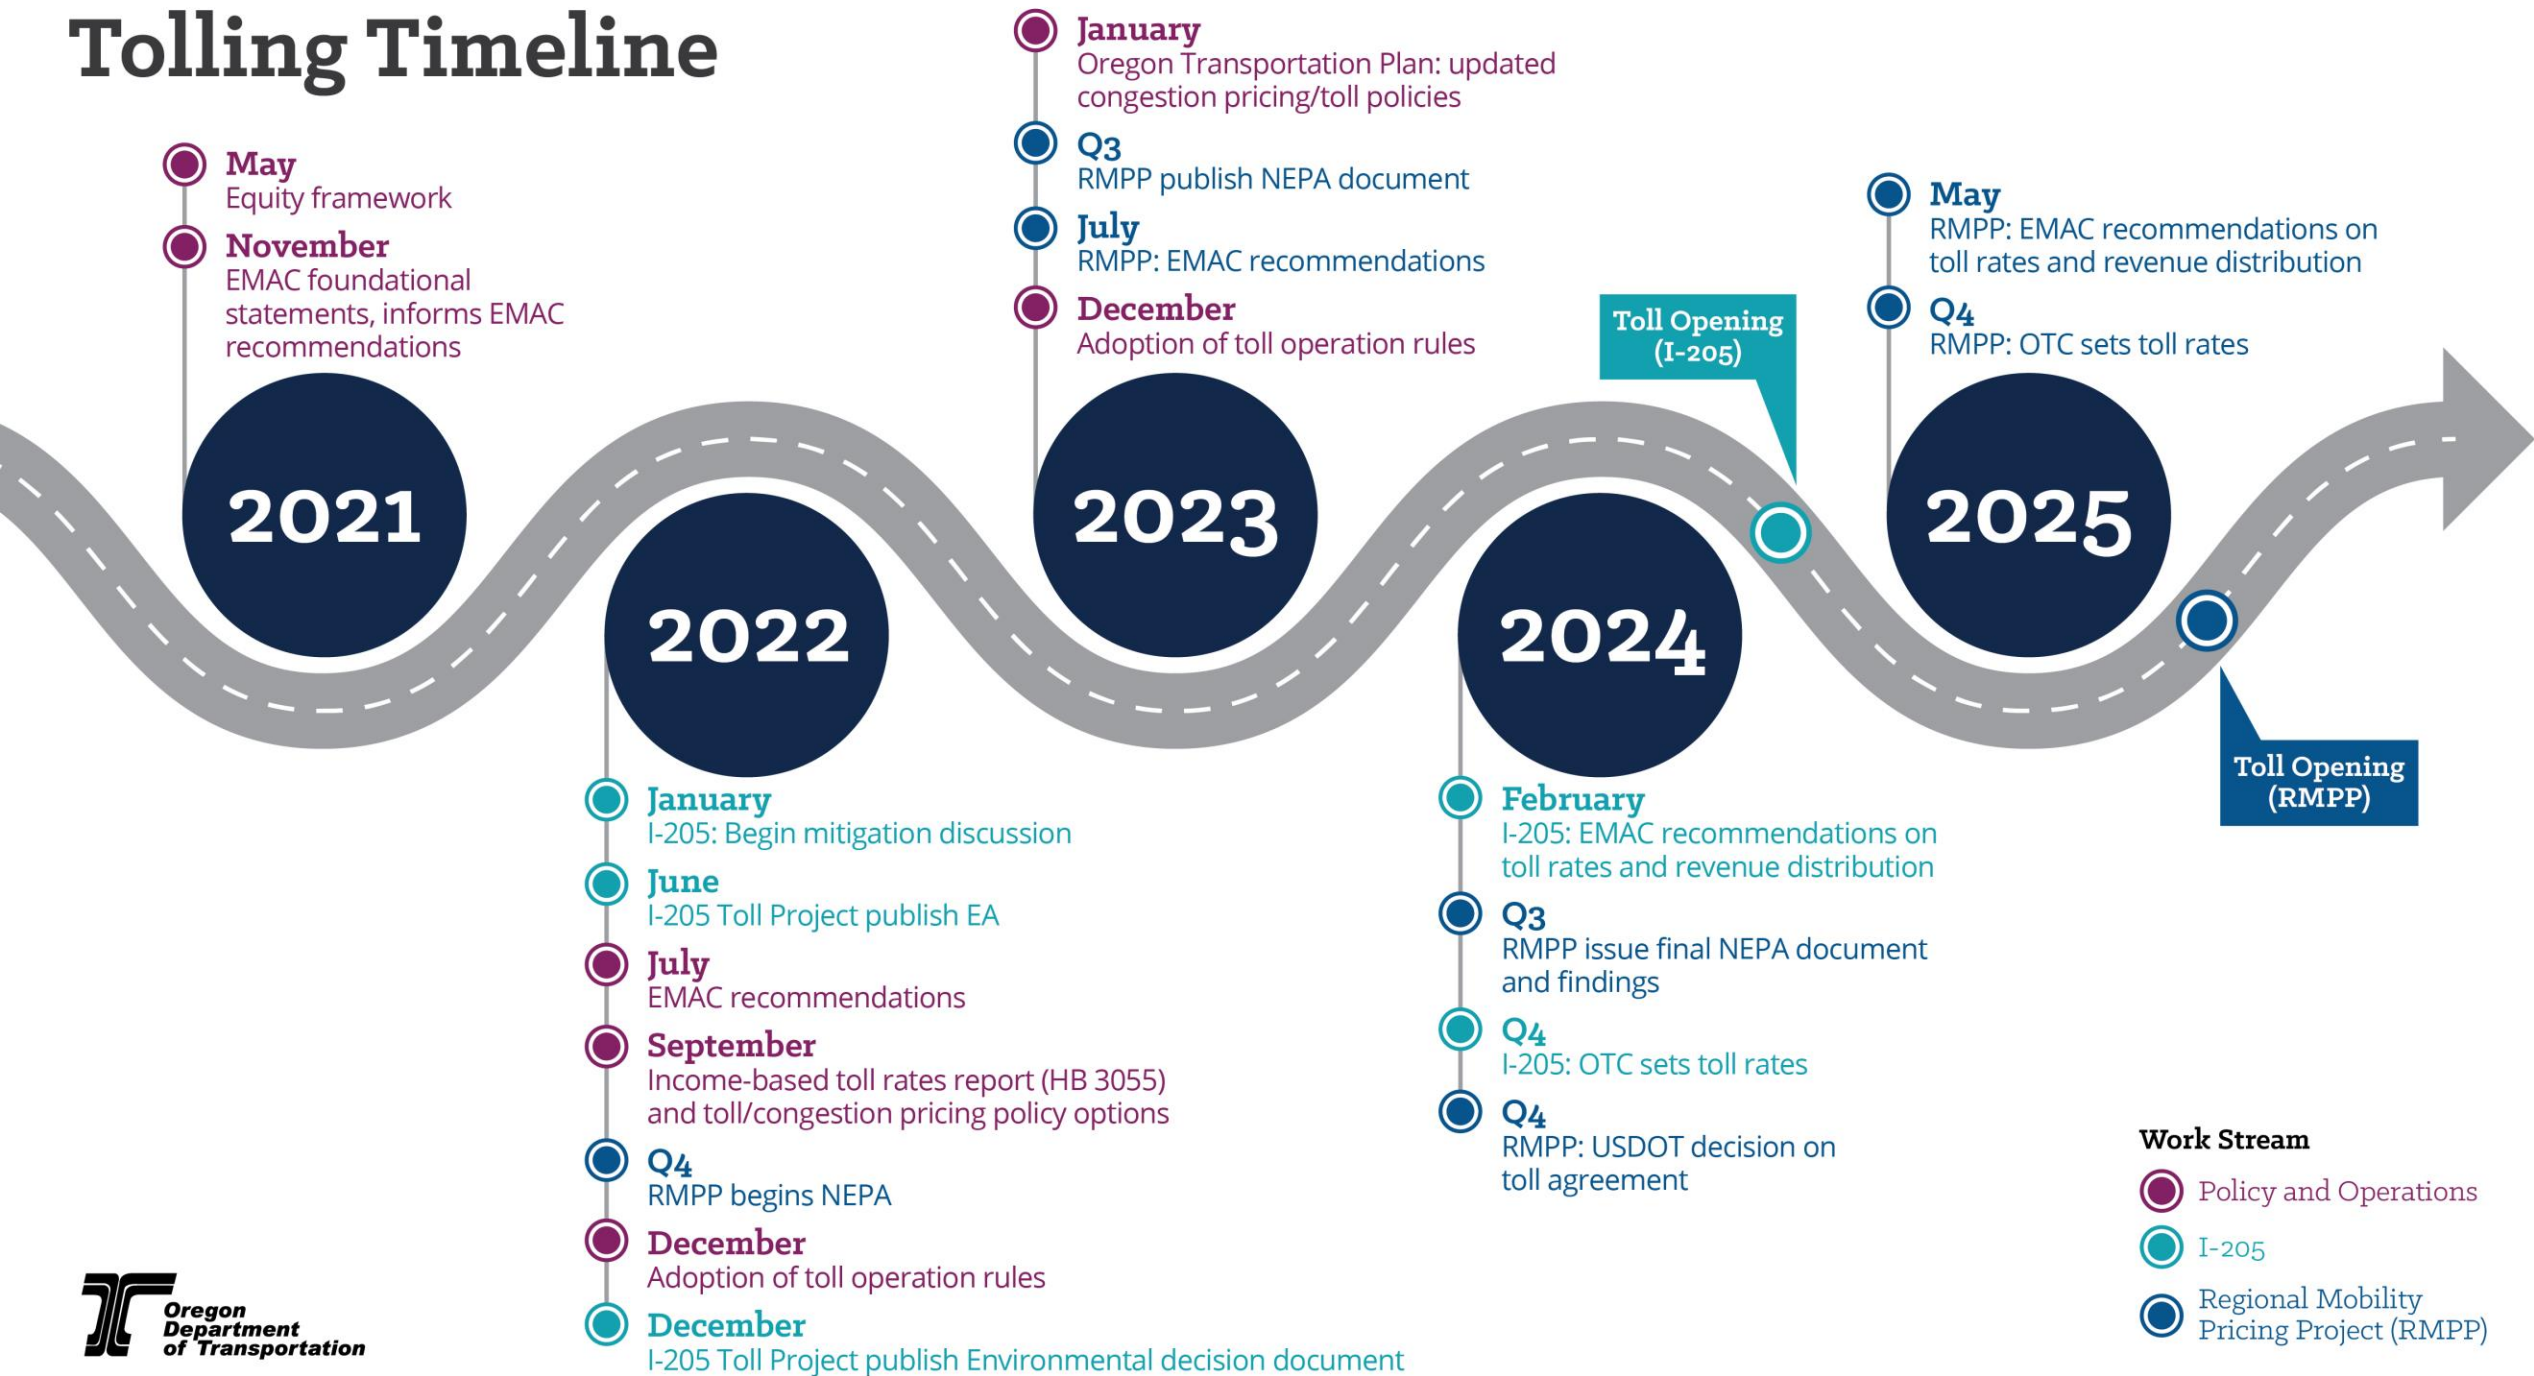 Tolling Timeline
May
Equity framework
November
EMAC foundational
statements, informs EMAC
recommendations
2021
2022
January
I-205: Begin mitigation discussion
June
I-205 Toll Project publish EA
July
EMAC recommendations
September
Income-based toll rates report (HB 3055)
and toll/congestion pricing policy options
Q4
RMPP begins NEPA
December
Adoption of toll operation rules
December
I-205 Toll Project publish Environmental decision document
January
Oregon Transportation Plan: updated
congestion pricing/toll policies
Q3
RMPP publish NEPA document
July
RMPP: EMAC recommendations
December
Adoption of toll operation rules
2023
2024
February
I-205: EMAC recommendations on
toll rates and revenue distribution
Q3
RMPP issue final NEPA document
and findings
Q4
I-205: OTC sets toll rates
Q4
RMPP: USDOT decision on
toll agreement
Toll Opening
(I-205)
May
RMPP: EMAC recommendations on
toll rates and revenue distribution
Q4
RMPP: OTC sets toll rates
2025
Toll Opening
(RMPP)
Work Stream
Policy and Operations
I-205
Regional Mobility
Pricing Project (RMPP)
Oregon
Department
of Transportation